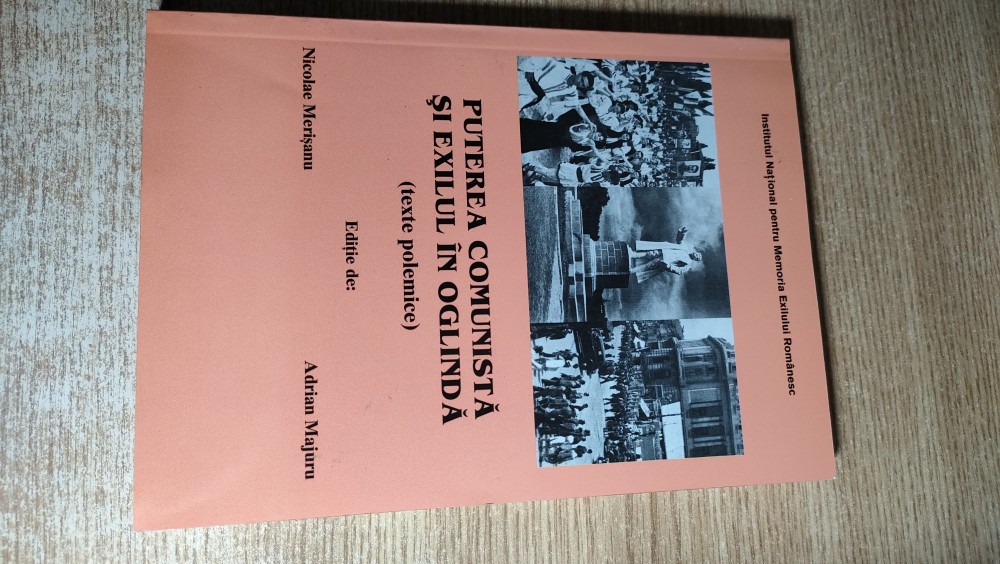 Institutul Național pentru Memoria Exilului Românesc
PUTEREA COMUNISTĂ
ȘI EXILUL ÎN OGLINDĂ
(texte polemice)
Ediție de:
Nicolae Merișanu
Adrian Majuru